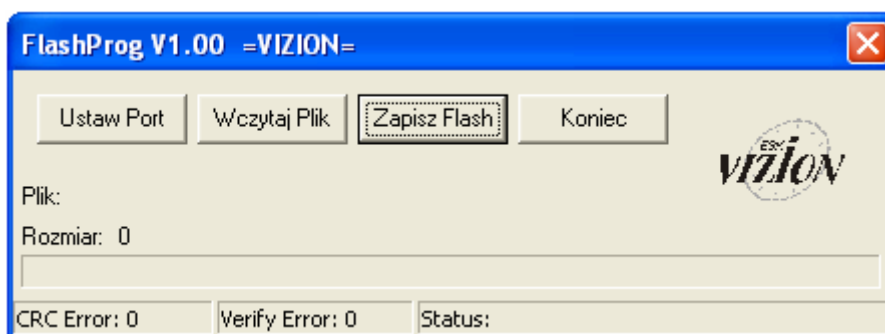 FlashProg V1.00 =VIZION=
Ustaw Port Wczytaj Plik Zapisz Flash Koniec
ESK
VIZION
Plik:
Rozmiar: 0
CRC Error: 0 Verify Error: 0 Status: